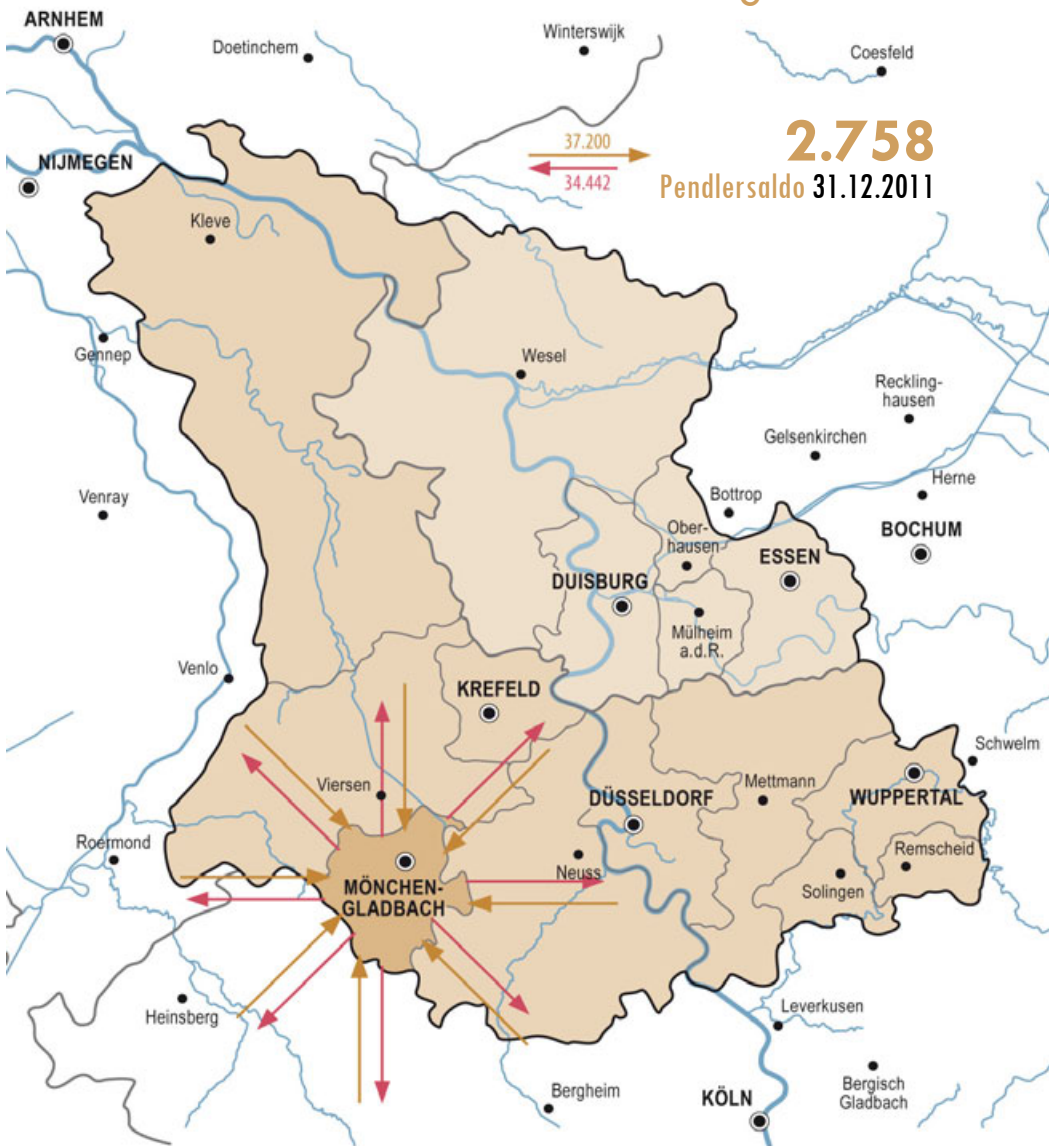 ARNHEM
Doetinchem
Winterswijk
Coesfeld
37.200
34.442
2.758
Pendlersaldo 31.12.2011
NIJMEGEN
Kleve
Gennep
Wesel
Reckling-
hausen
Gelsenkirchen
Herne
Venray
Bottrop
BOCHUM
Ober-
hausen
ESSEN
DUISBURG
Mülheim
a.d.R.
Venlo
KREFELD
Schwelm
Viersen
Mettmann
DÜSSELDORF
WUPPERTAL
Roermond
Neuss
Remscheid
Solingen
MÖNCHEN-
GLADBACH
Heinsberg
Leverkusen
Bergheim
KÖLN
Bergisch
Gladbach